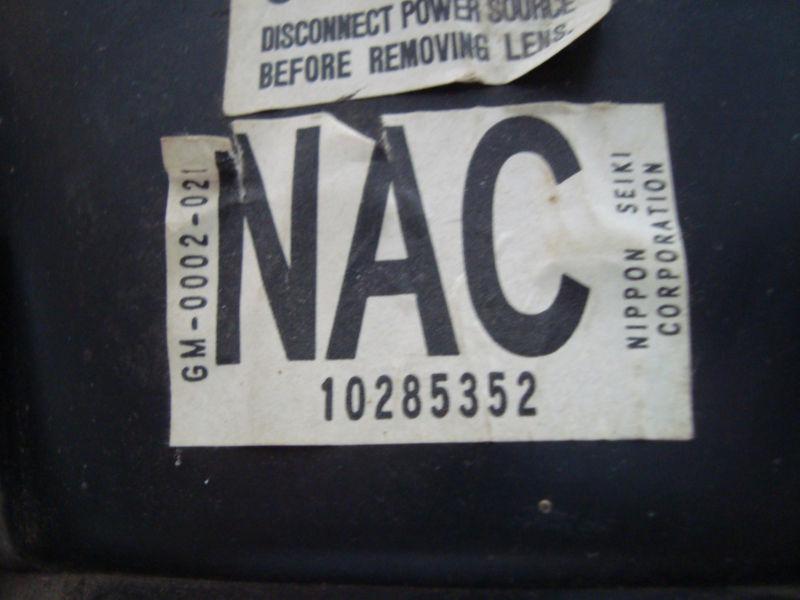 DISCONNECT POWER SOURCE
BEFORE REMOVING LENS.
NAC
GM-0002-021
10285352
NIPPON SEIKI
CORPORATION